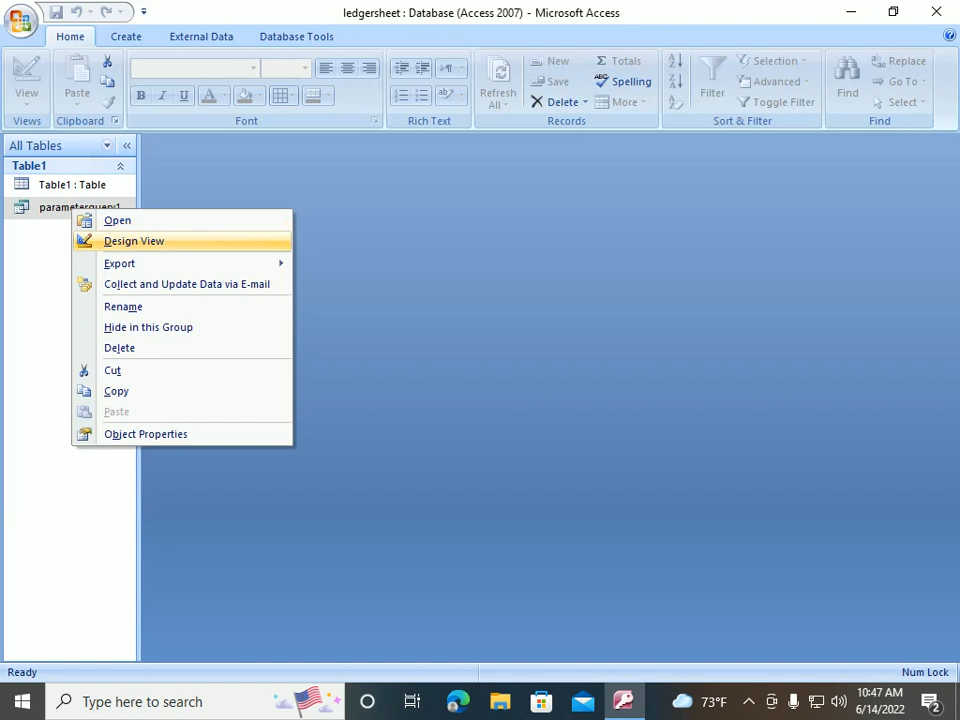 ledgersheet : Database (Access 2007) - Microsoft Access
Home Create External Data Database Tools
View
Paste
Views
Clipboard
B I U A
Font
Rich Text
Refresh All
New
Save
Delete
Totals
ABC
Spelling
More
Records
Filter
Selection
Advanced
Toggle Filter
Sort & Filter
Find
Replace
Go To
Select
Find
All Tables
Table1
Table1 : Table
parameterquery1
Open
Design View
Export
Collect and Update Data via E-mail
Rename
Hide in this Group
Delete
Cut
Copy
Paste
Object Properties
Ready
Num Lock
Type here to search
73°F
10:47 AM
6/14/2022
2